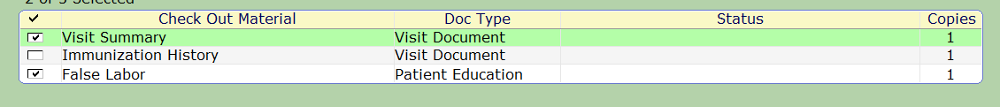 2 of 3 Selected
Check Out Material Doc Type Status Copies
Visit Summary Visit Document 1
Immunization History Visit Document 1
False Labor Patient Education 1